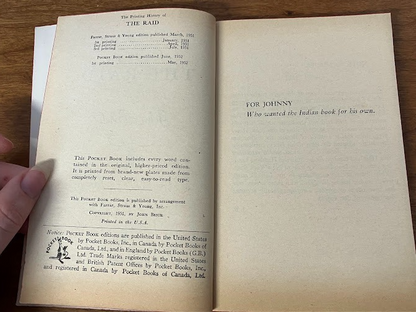 The Printing History of
THE RAID
Farrar, Straus & Young edition published March, 1951
1st printing
2nd printing
3rd printing
Pocket Book edition published June, 1952
1st printing
This Pocket Book includes every word con-
tained in the original, higher-priced edition.
It is printed from brand-new plates made from
completely reset, clear, easy-to-read type.
This Pocket Book edition is published by arrangement
with Farrar, Straus & Young, Inc.
Copyright, 1951, by John Brick
Printed in the U.S.A.
Notice: Pocket Book editions are published in the United States
by Pocket Books, Inc., in Canada by Pocket Books of
Canada, Ltd., and in England by Pocket Books (G.B.)
Ltd. Trade Marks registered in the United States
and British Patent Offices by Pocket Books, Inc.,
and registered in Canada by Pocket Books of Canada, Ltd.
FOR JOHNNY
Who wanted the Indian book for his own.